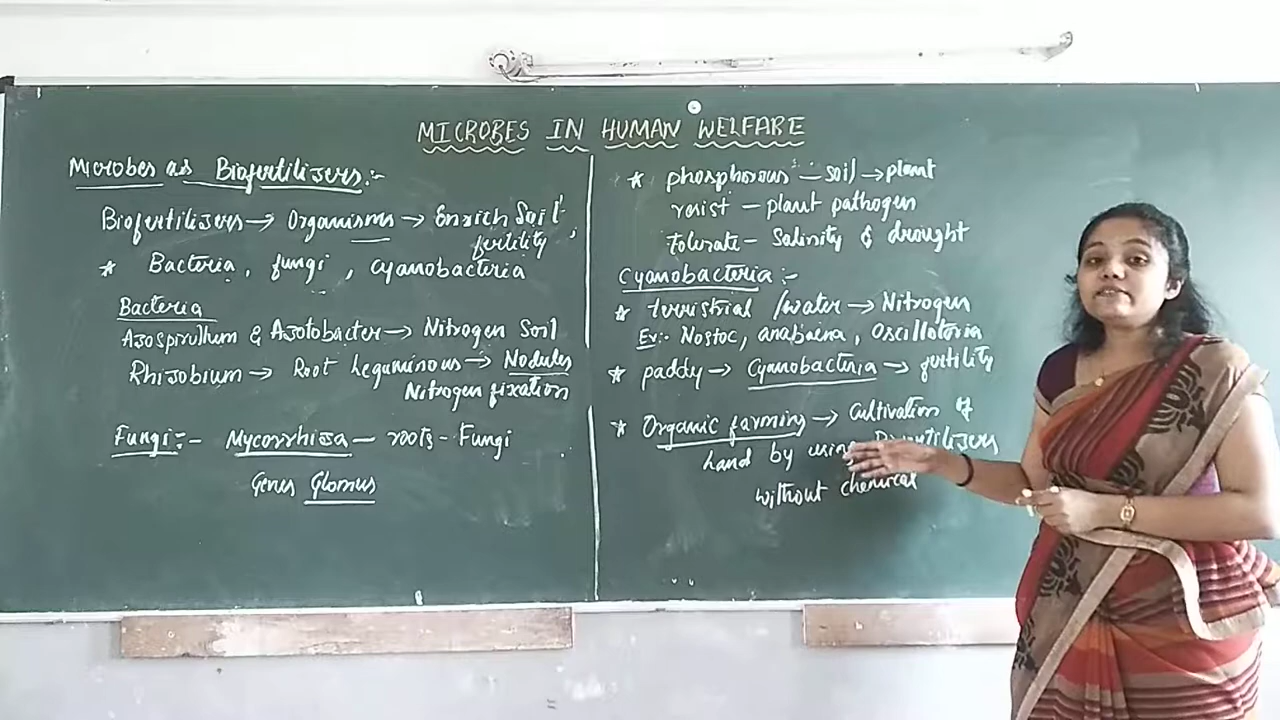 MICROBES IN HUMAN WELFARE
Microbes as Biofertilisers:-
Biofertilisers → Organisms → Enrich Soil
fertility;
* Bacteria, fungi, cyanobacteria
Bacteria
Azospirullum & Azotobacter → Nitrogen Soil
Rhizobium → Root Leguminous → Nodules
Nitrogen fixation
Fungi:- Mycorrhiza - roots - Fungi
Genus Glomus
* phosphorous - soil → plant
resist - plant pathogen
tolerate - Salinity & drought
Cyanobacteria:-
* terristrial /water → Nitrogen
Ex:- Nostoc, anabaina, Oscillotoria
* paddy → Cyanobacteria → fertility
* Organic farming → Cultivation of
Land by using
without chemical